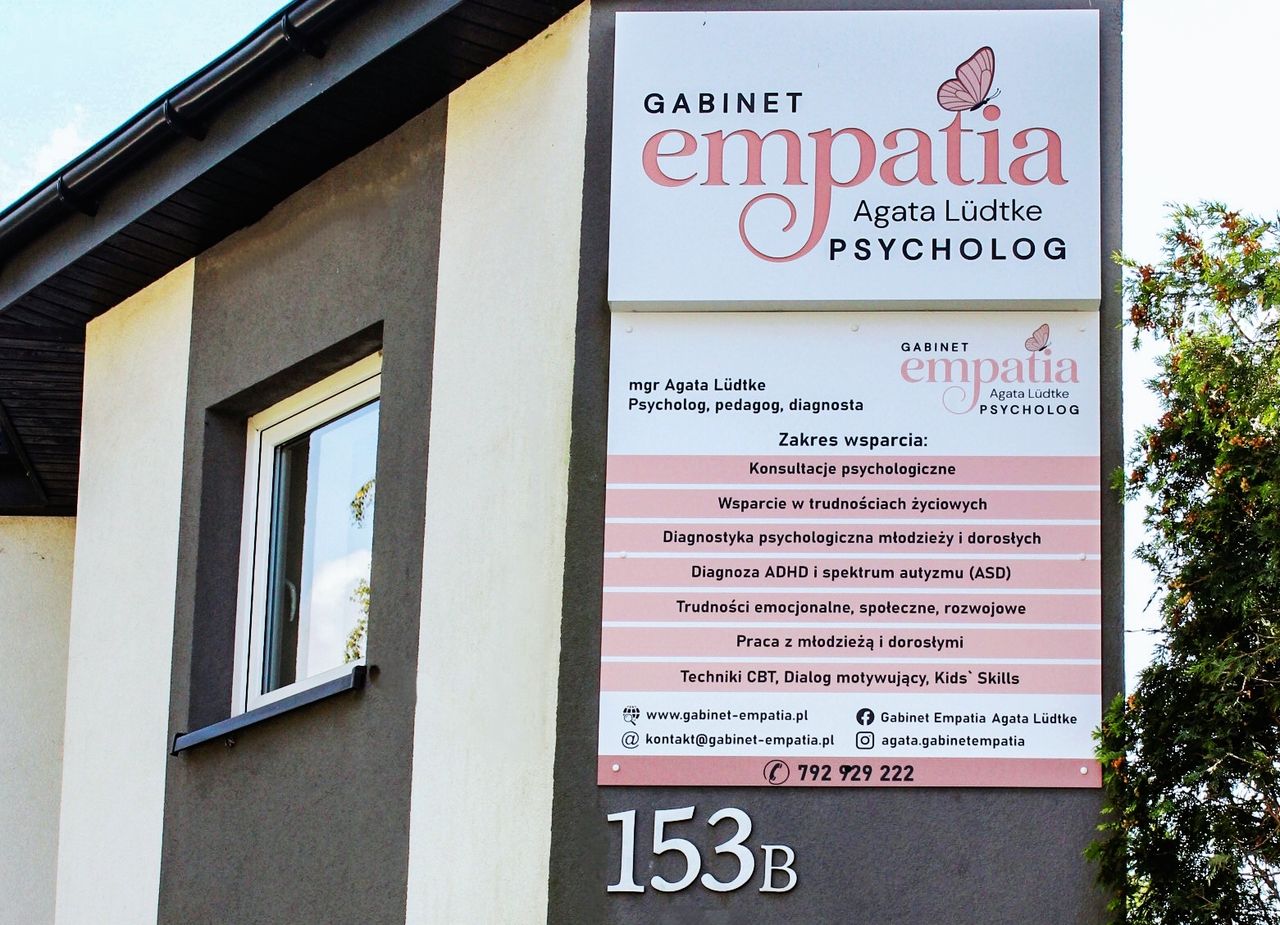 GABINET
empatia
Agata Lüdtke
PSYCHOLOG
GABINET
empatia
Agata Lüdtke
PSYCHOLOG
mgr Agata Lüdtke
Psycholog, pedagog, diagnosta
Zakres wsparcia:
Konsultacje psychologiczne
Wsparcie w trudnościach życiowych
Diagnostyka psychologiczna młodzieży i dorosłych
Diagnoza ADHD i spektrum autyzmu (ASD)
Trudności emocjonalne, społeczne, rozwojowe
Praca z młodzieżą i dorosłymi
Techniki CBT, Dialog motywujący, Kids` Skills
www.gabinet-empatia.pl
Gabinet Empatia Agata Lüdtke
@ kontakt@gabinet-empatia.pl
agata.gabinetempatia
792 929 222
153B